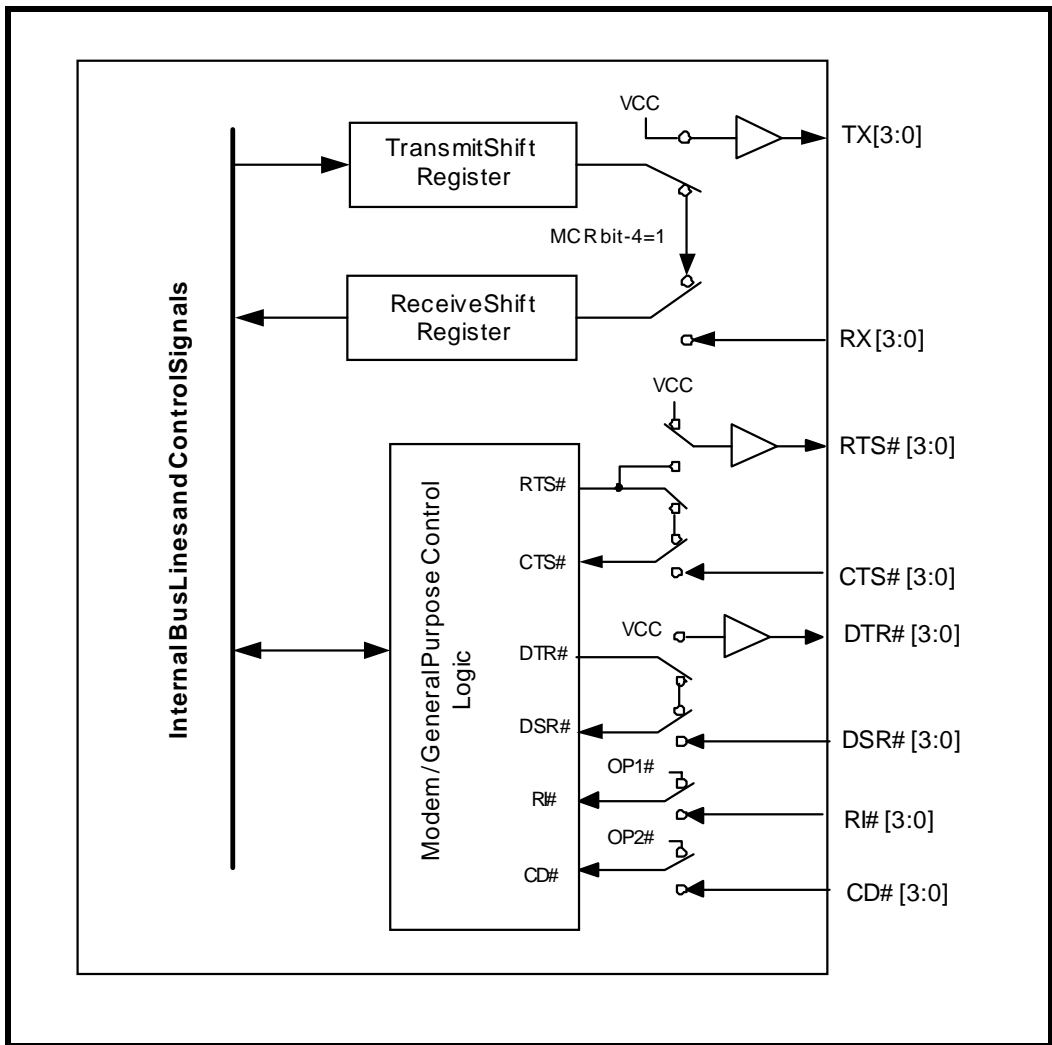 VCC
TX[3:0]
TransmitShift
Register
MCR bit-4=1
ReceiveShift
Register
RX[3:0]
InternalBusLinesandControlSignals
VCC
RTS# [3:0]
RTS#
CTS#
CTS# [3:0]
Modem/GeneralPurpose Control
Logic
VCC
DTR# [3:0]
DTR#
DSR#
DSR# [3:0]
OP1#
RI#
RI# [3:0]
OP2#
CD#
CD# [3:0]